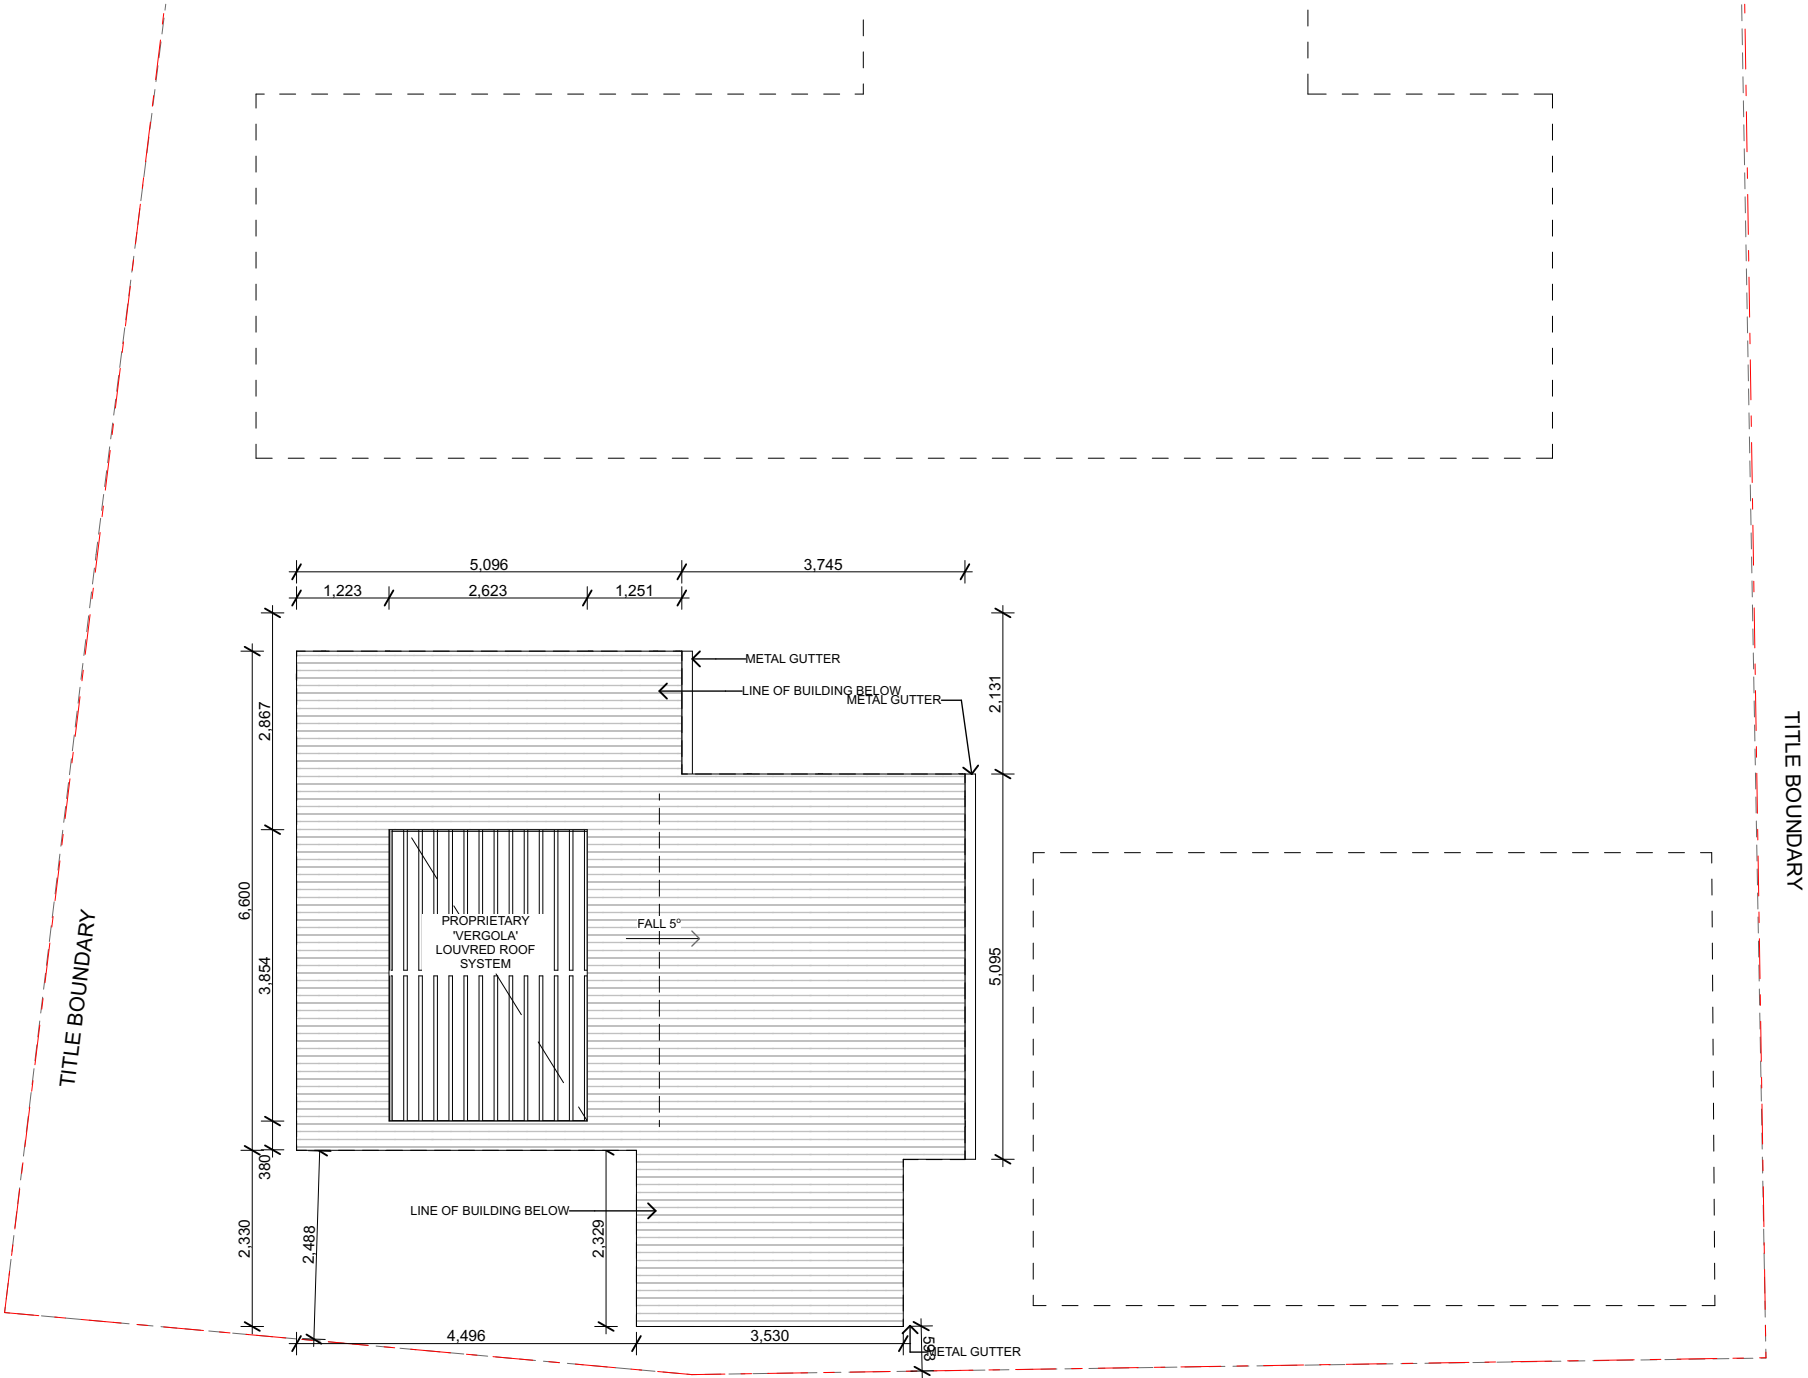 5,096
3,745
1,223
2,623
1,251
METAL GUTTER
LINE OF BUILDING BELOW
METAL GUTTER
2,131
2,867
TITLE BOUNDARY
6,600
PROPRIETARY
'VERGOLA'
LOUVRED ROOF
SYSTEM
FALL 5°
3,854
5,095
TITLE BOUNDARY
380
LINE OF BUILDING BELOW
2,330
2,488
2,329
4,496
3,530
METAL GUTTER